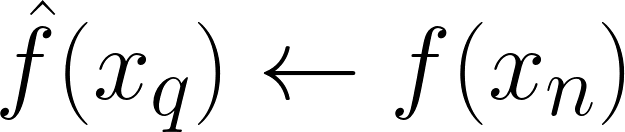 f̂(x_q) ← f(x_n)